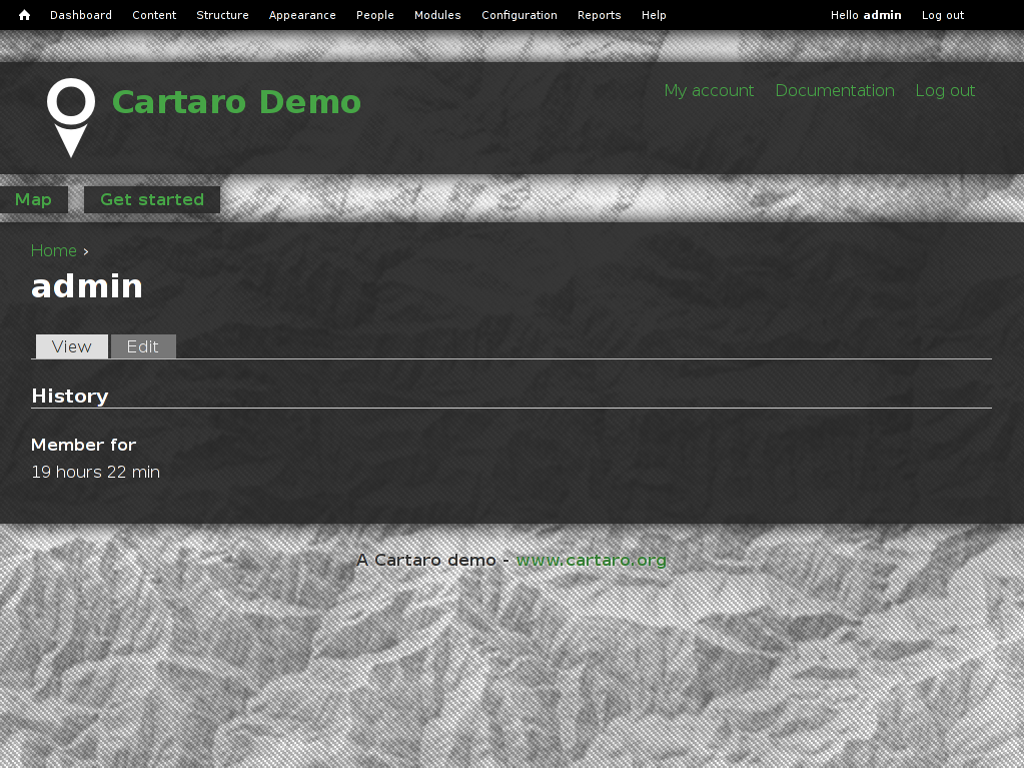 Dashboard Content Structure Appearance People Modules Configuration Reports Help Hello admin Log out
Cartaro Demo
My account Documentation Log out
Map Get started
Home ›
admin
View Edit
History
Member for
19 hours 22 min
A Cartaro demo - www.cartaro.org